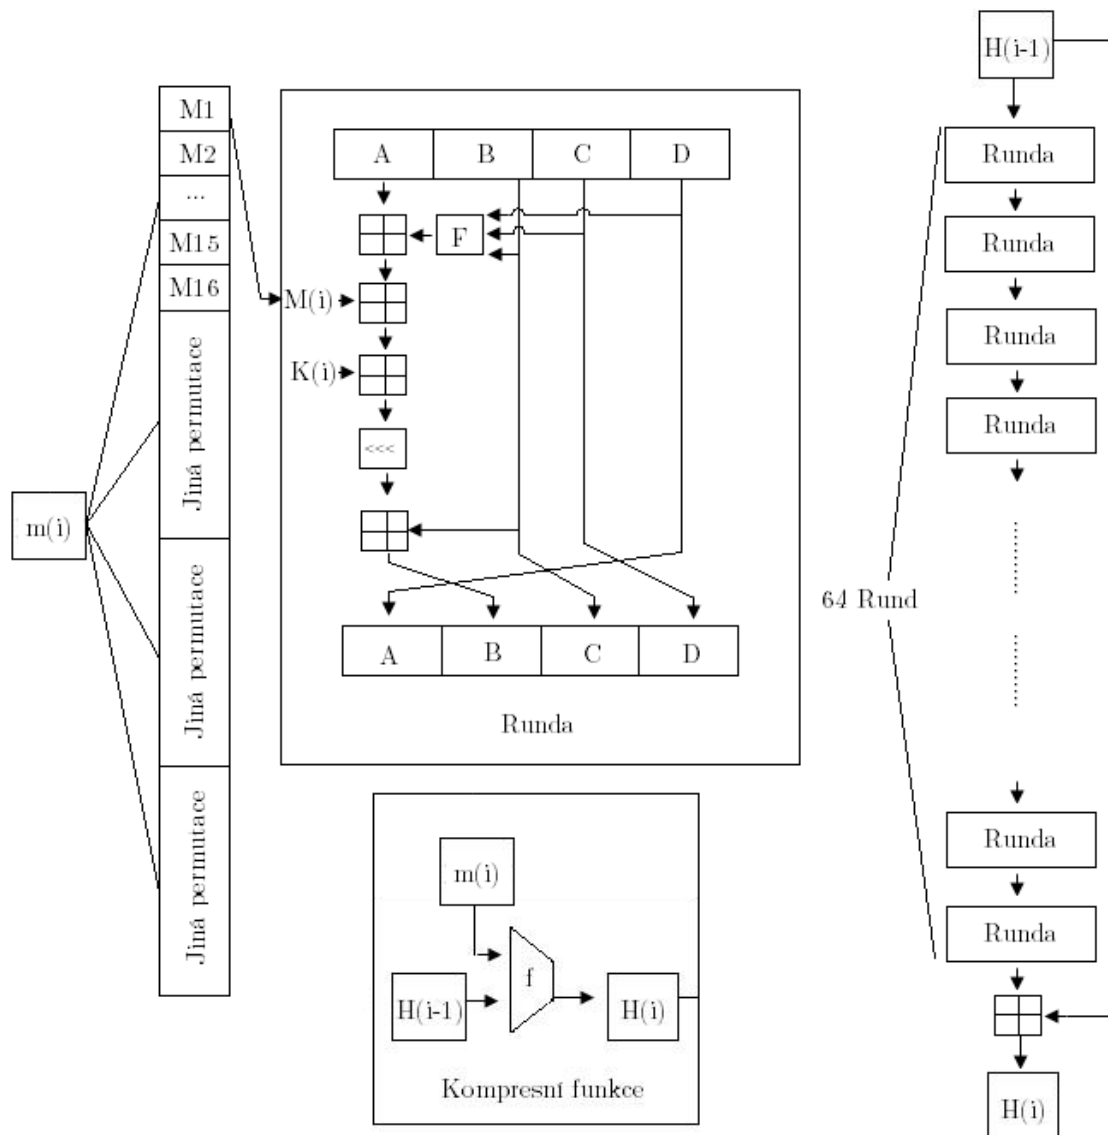 M1
M2
...
M15
M16
Jiná permutace
Jiná permutace
Jiná permutace
m(i)
A B C D
F
M(i)
K(i)
<<<
A B C D
Runda
m(i)
f
H(i-1)
H(i)
Kompresní funkce
H(i-1)
Runda
Runda
Runda
Runda
64 Rund
Runda
Runda
H(i)